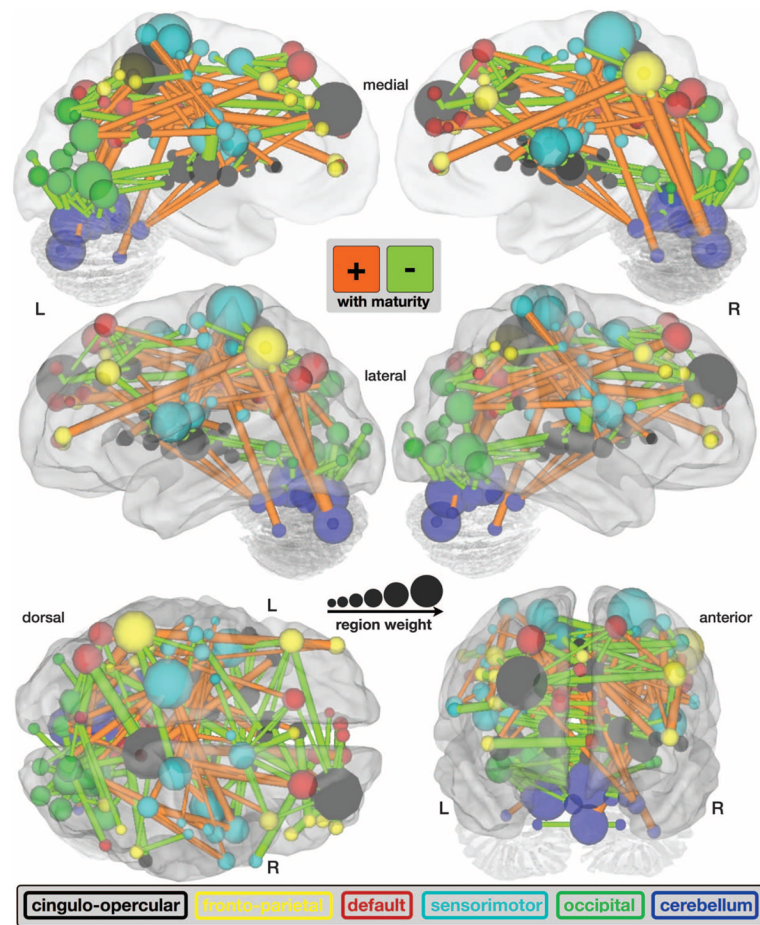 medial
+ -
with maturity
L
R
lateral
dorsal
L
region weight
anterior
R
L
R
cingulo-opercular fronto-parietal default sensorimotor occipital cerebellum